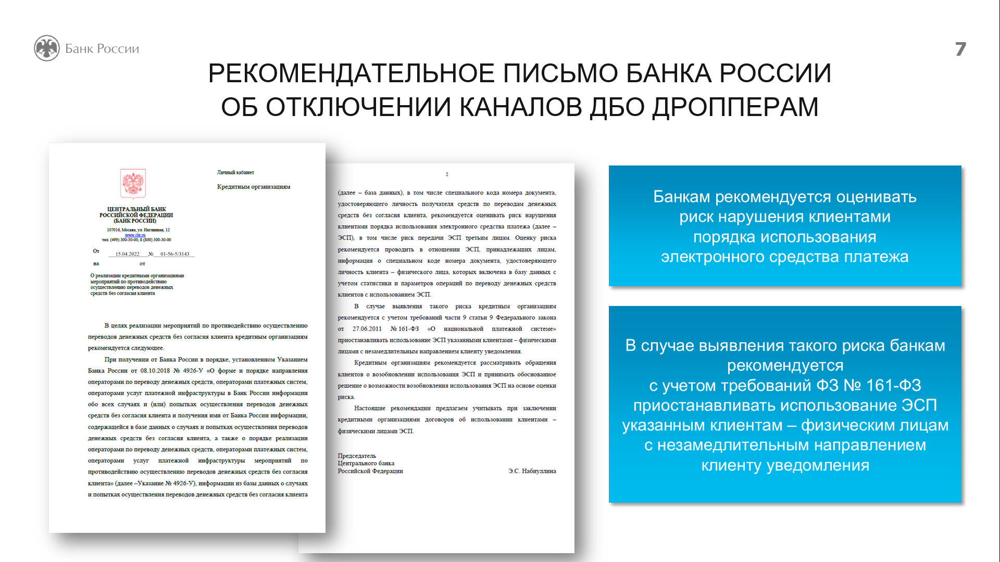 Банк России
7
РЕКОМЕНДАТЕЛЬНОЕ ПИСЬМО БАНКА РОССИИ
ОБ ОТКЛЮЧЕНИИ КАНАЛОВ ДБО ДРОППЕРАМ
Личный кабинет
Кредитным организациям
ЦЕНТРАЛЬНЫЙ БАНК
РОССИЙСКОЙ ФЕДЕРАЦИИ
(БАНК РОССИИ)
107016, Москва, ул. Неглинная, 12
www.cbr.ru
тел. (499) 300-30-00, 8 (800) 300-30-00
От 15.04.2022 № 01-56-5/3143
на от
О реализации кредитными организациями
мероприятий по противодействию
осуществлению переводов денежных
средств без согласия клиента
В целях реализации мероприятий по противодействию осуществлению
переводов денежных средств без согласия клиента кредитным организациям
рекомендуется следующее.
При получении от Банка России в порядке, установленном Указанием
Банка России от 08.10.2018 № 4926-У «О форме и порядке направления
операторами по переводу денежных средств, операторами платежных систем,
операторами услуг платежной инфраструктуры в Банк России информации
обо всех случаях и (или) попытках осуществления переводов денежных
средств без согласия клиента и получения ими от Банка России информации,
содержащейся в базе данных о случаях и попытках осуществления переводов
денежных средств без согласия клиента, а также о порядке реализации
операторами по переводу денежных средств, операторами платежных систем,
операторами услуг платежной инфраструктуры мероприятий по
противодействию осуществлению переводов денежных средств без согласия
клиента» (далее –Указание № 4926-У), информации из базы данных о случаях
и попытках осуществления переводов денежных средств без согласия клиента
2
(далее – база данных), в том числе специального кода номера документа,
удостоверяющего личность получателя средств по переводам денежных
средств без согласия клиента, рекомендуется оценивать риск нарушения
клиентами порядка использования электронного средства платежа (далее –
ЭСП), в том числе риск передачи ЭСП третьим лицам. Оценку риска
рекомендуется проводить в отношении ЭСП, принадлежащих лицам,
информация о специальном коде номера документа, удостоверяющего
личность клиента – физического лица, которых включена в базу данных с
учетом статистики и параметров операций по переводу денежных средств
клиентов с использованием ЭСП.
В случае выявления такого риска кредитным организациям
рекомендуется с учетом требований части 9 статьи 9 Федерального закона
от 27.06.2011 № 161-ФЗ «О национальной платежной системе»
приостанавливать использование ЭСП указанными клиентами – физическими
лицами с незамедлительным направлением клиенту уведомления.
Кредитным организациям рекомендуется рассматривать обращения
клиентов о возобновлении использования ЭСП и принимать обоснованное
решение о возможности возобновления использования ЭСП на основе оценки
риска.
Настоящие рекомендации предлагаем учитывать при заключении
кредитными организациями договоров об использовании клиентами –
физическими лицами ЭСП.
Председатель
Центрального банка
Российской Федерации Э.С. Набиуллина
Банкам рекомендуется оценивать
риск нарушения клиентами
порядка использования
электронного средства платежа
В случае выявления такого риска банкам
рекомендуется
с учетом требований ФЗ № 161-ФЗ
приостанавливать использование ЭСП
указанным клиентам – физическим лицам
с незамедлительным направлением
клиенту уведомления